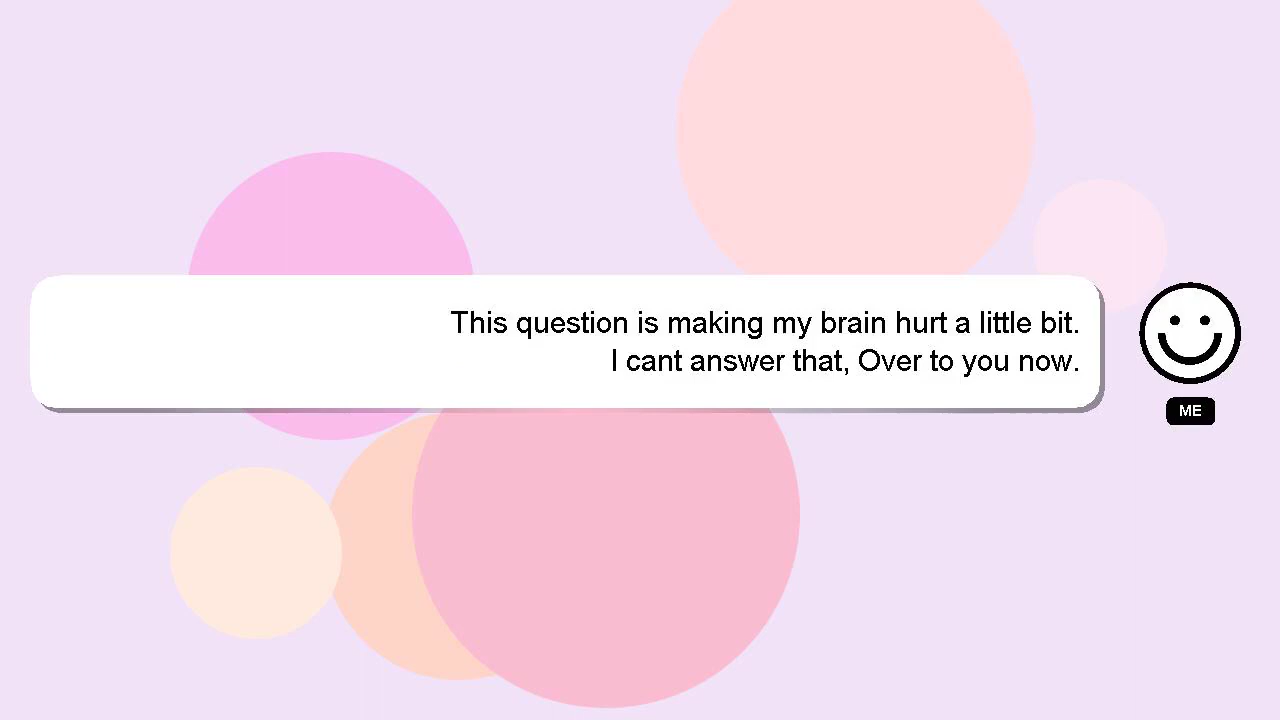 This question is making my brain hurt a little bit.
I cant answer that, Over to you now.
ME